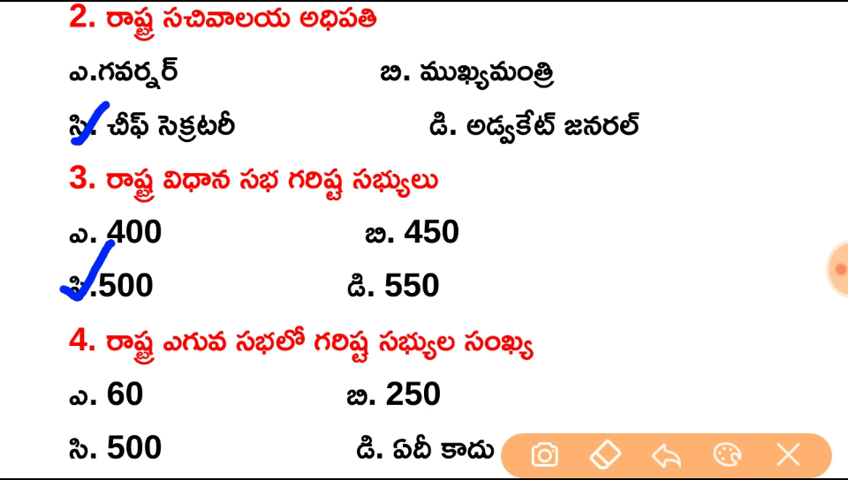 2. రాష్ట్ర సచివాలయ అధిపతి
ఎ.గవర్నర్ బి. ముఖ్యమంత్రి
సి. చీఫ్ సెక్రటరీ డి. అడ్వకేట్ జనరల్
3. రాష్ట్ర విధాన సభ గరిష్ట సభ్యులు
ఎ. 400 బి. 450
సి.500 డి. 550
4. రాష్ట్ర ఎగువ సభలో గరిష్ట సభ్యుల సంఖ్య
ఎ. 60 బి. 250
సి. 500 డి. ఏదీ కాదు